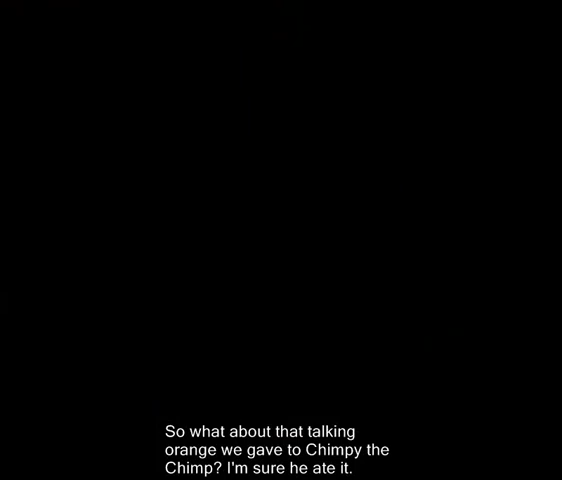 So what about that talking
orange we gave to Chimpy the
Chimp? I'm sure he ate it.